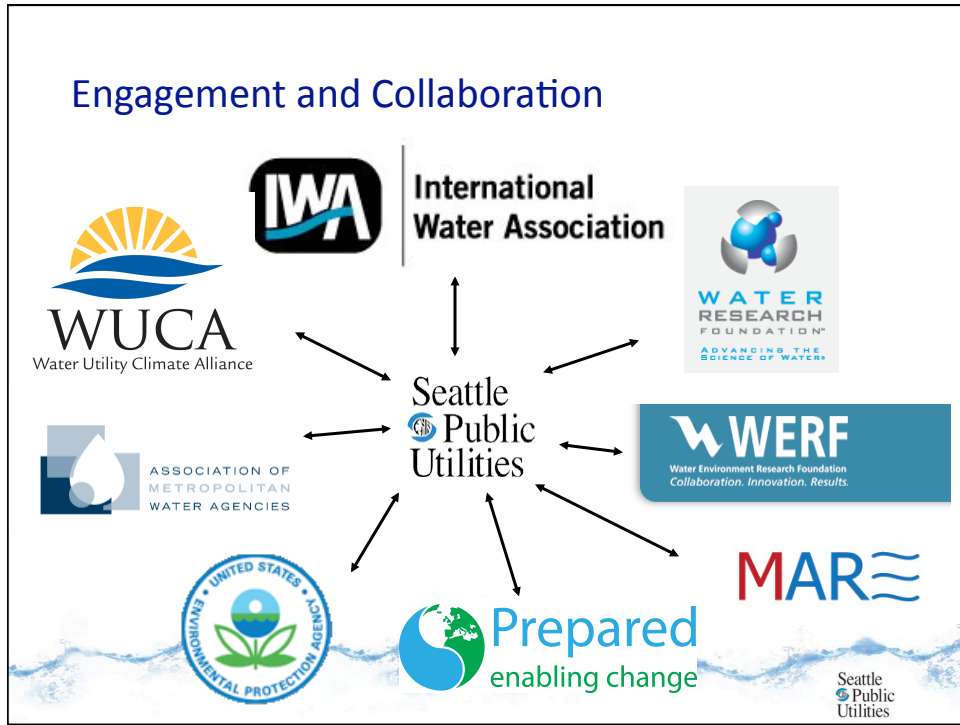 Engagement and Collaboration
IWA
International
Water Association
WUCA
Water Utility Climate Alliance
WATER
RESEARCH
FOUNDATION™
ADVANCING THE
SCIENCE OF WATER®
Seattle
Public
Utilities
ASSOCIATION OF
METROPOLITAN
WATER AGENCIES
WERF
Water Environment Research Foundation
Collaboration. Innovation. Results.
UNITED STATES
ENVIRONMENTAL PROTECTION AGENCY
Prepared
enabling change
MARE
Seattle
Public
Utilities